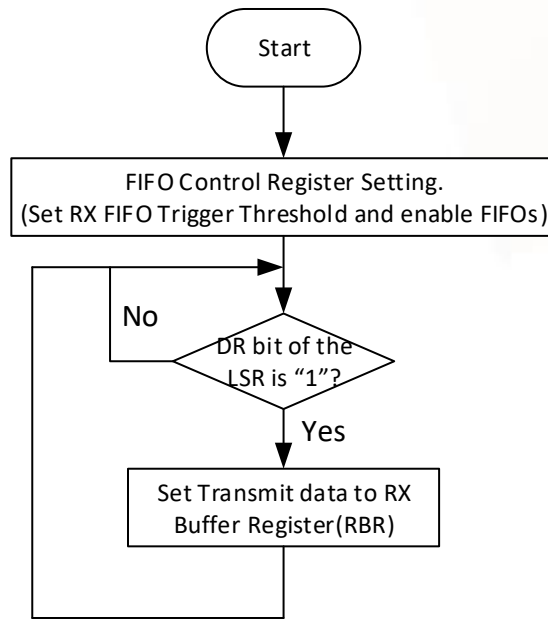 Start
FIFO Control Register Setting.
(Set RX FIFO Trigger Threshold and enable FIFOs)
No
DR bit of the
LSR is “1”?
Yes
Set Transmit data to RX
Buffer Register(RBR)